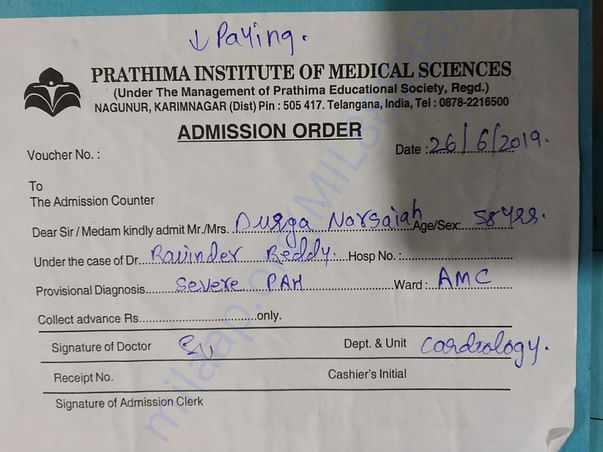 ↓ Paying.
PRATHIMA INSTITUTE OF MEDICAL SCIENCES
(Under The Management of Prathima Educational Society, Regd.)
NAGUNUR, KARIMNAGAR (Dist) Pin : 505 417. Telangana, India, Tel : 0878-2216500
ADMISSION ORDER
Voucher No. : Date : 26/6/2019.
To
The Admission Counter
Dear Sir / Medam kindly admit Mr./Mrs. Durga Narsaiah Age/Sex: 58 yrs.
Under the case of Dr. Ravinder Reddy. Hosp No. :
Provisional Diagnosis. Severe PAH Ward : AMC
Collect advance Rs. only.
Signature of Doctor Dept. & Unit Cardiology.
Receipt No. Cashier's Initial
Signature of Admission Clerk